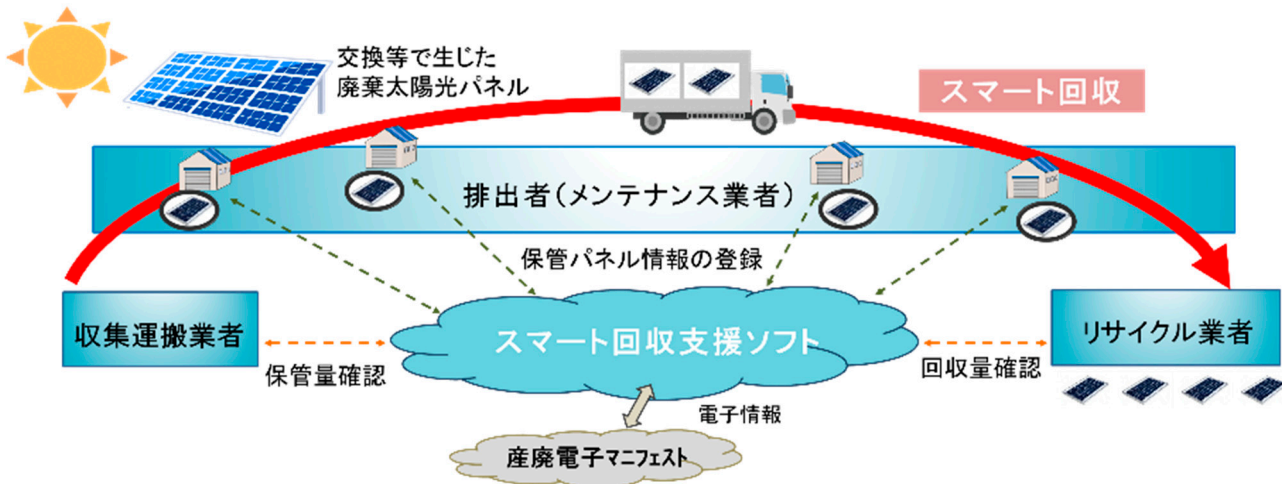 交換等で生じた
廃棄太陽光パネル
スマート回収
排出者(メンテナンス業者)
保管パネル情報の登録
収集運搬業者
スマート回収支援ソフト
リサイクル業者
保管量確認
回収量確認
電子情報
産廃電子マニフェスト